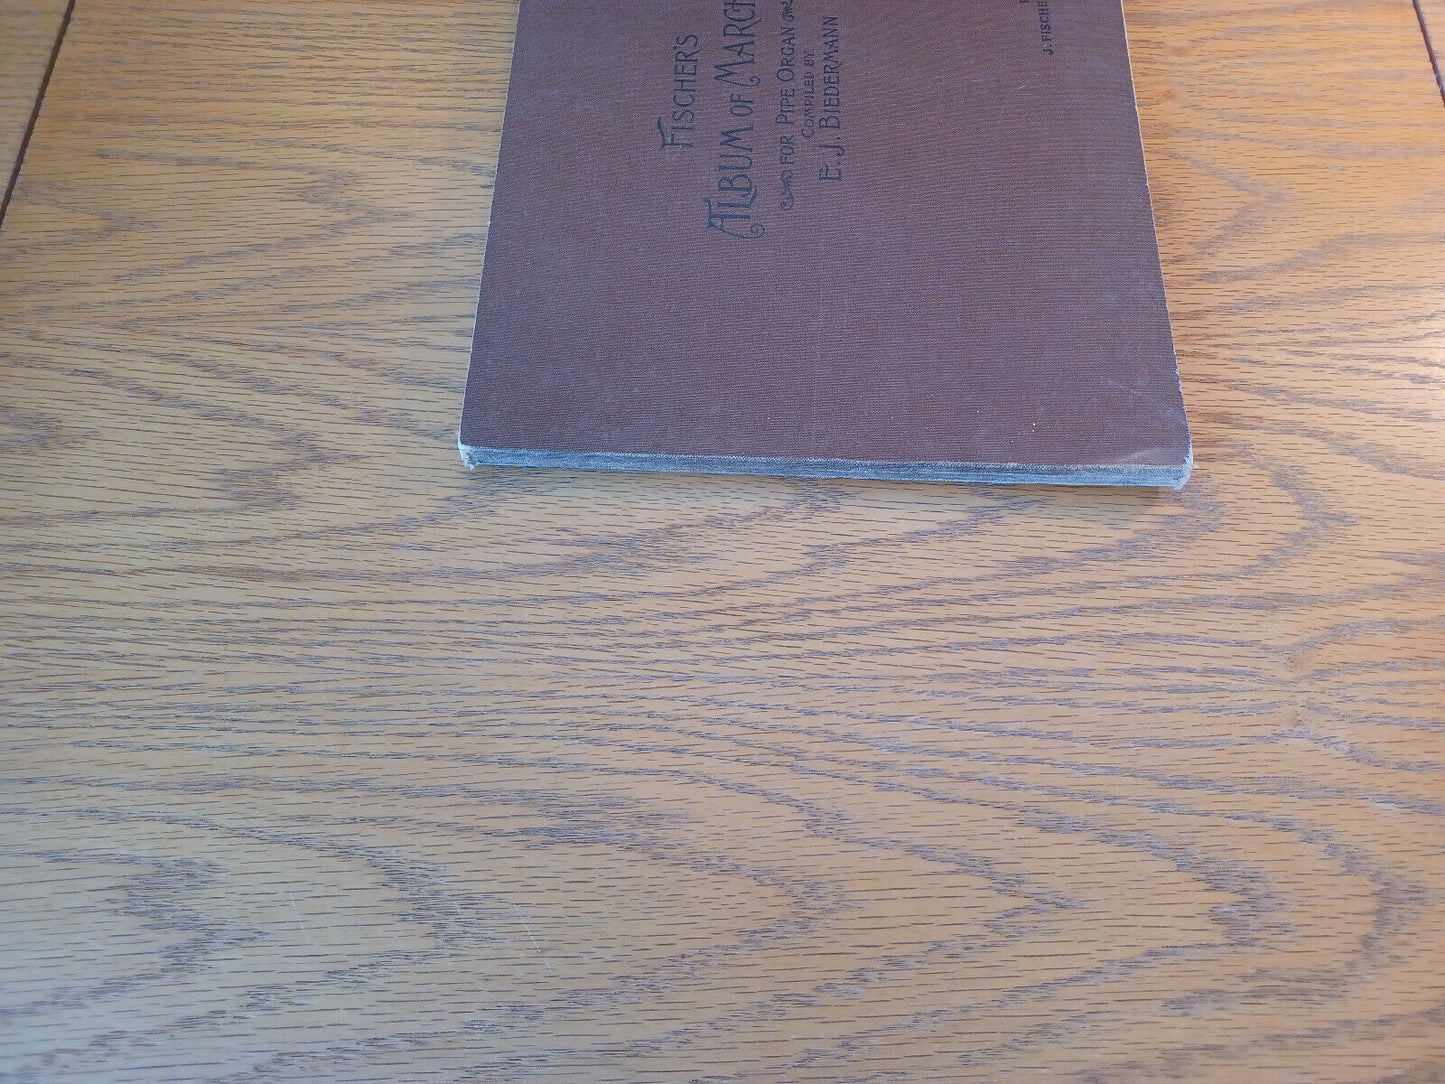 FISCHER'S
ALBUM OF MARCH
FOR PIPE ORGAN
COMPILED BY
E. J. BIEDERMANN
J. FISCHE